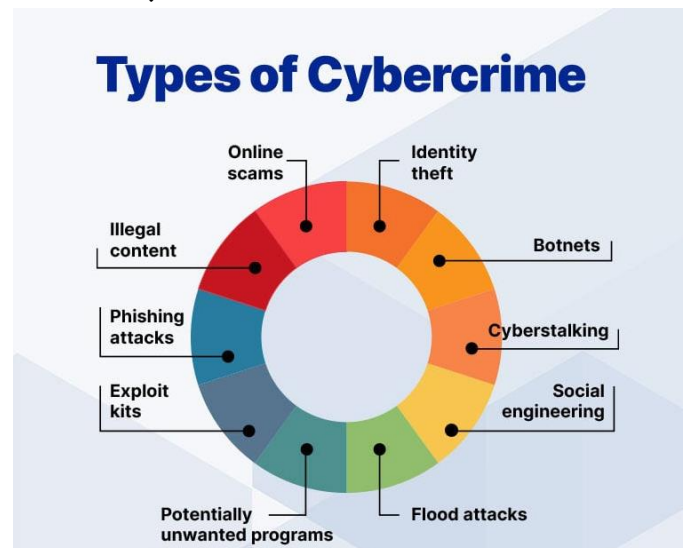 Types of Cybercrime
Online
scams
Identity
theft
Illegal
content
Botnets
Phishing
attacks
Cyberstalking
Exploit
kits
Social
engineering
Potentially
unwanted programs
Flood attacks